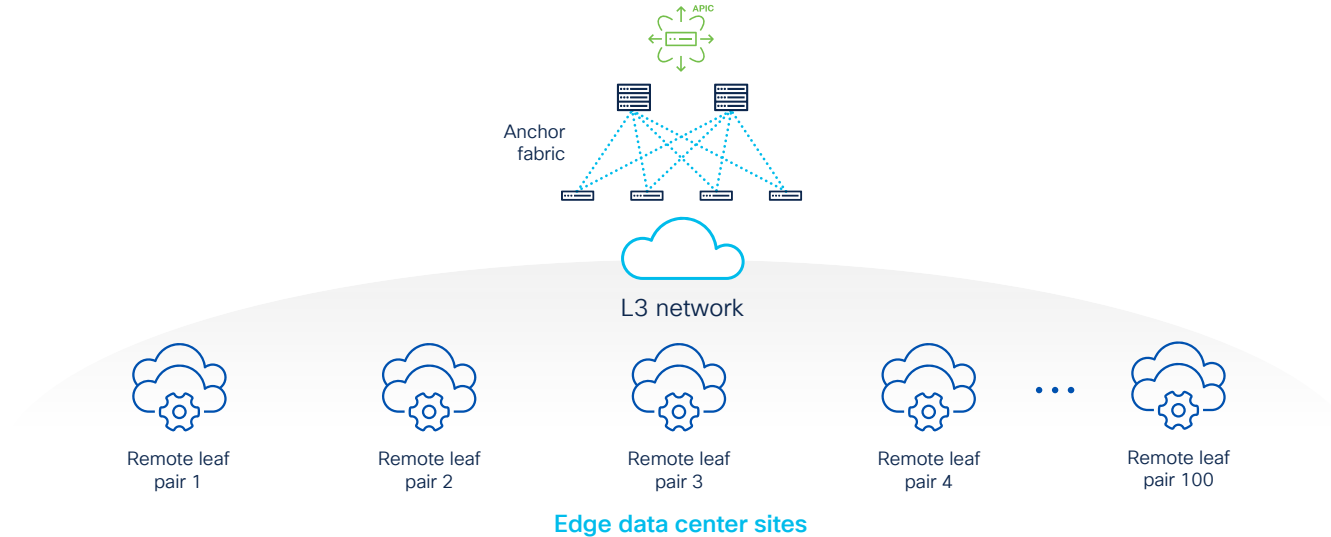 APIC
Anchor
fabric
L3 network
Remote leaf
pair 1
Remote leaf
pair 2
Remote leaf
pair 3
Remote leaf
pair 4
Remote leaf
pair 100
Edge data center sites